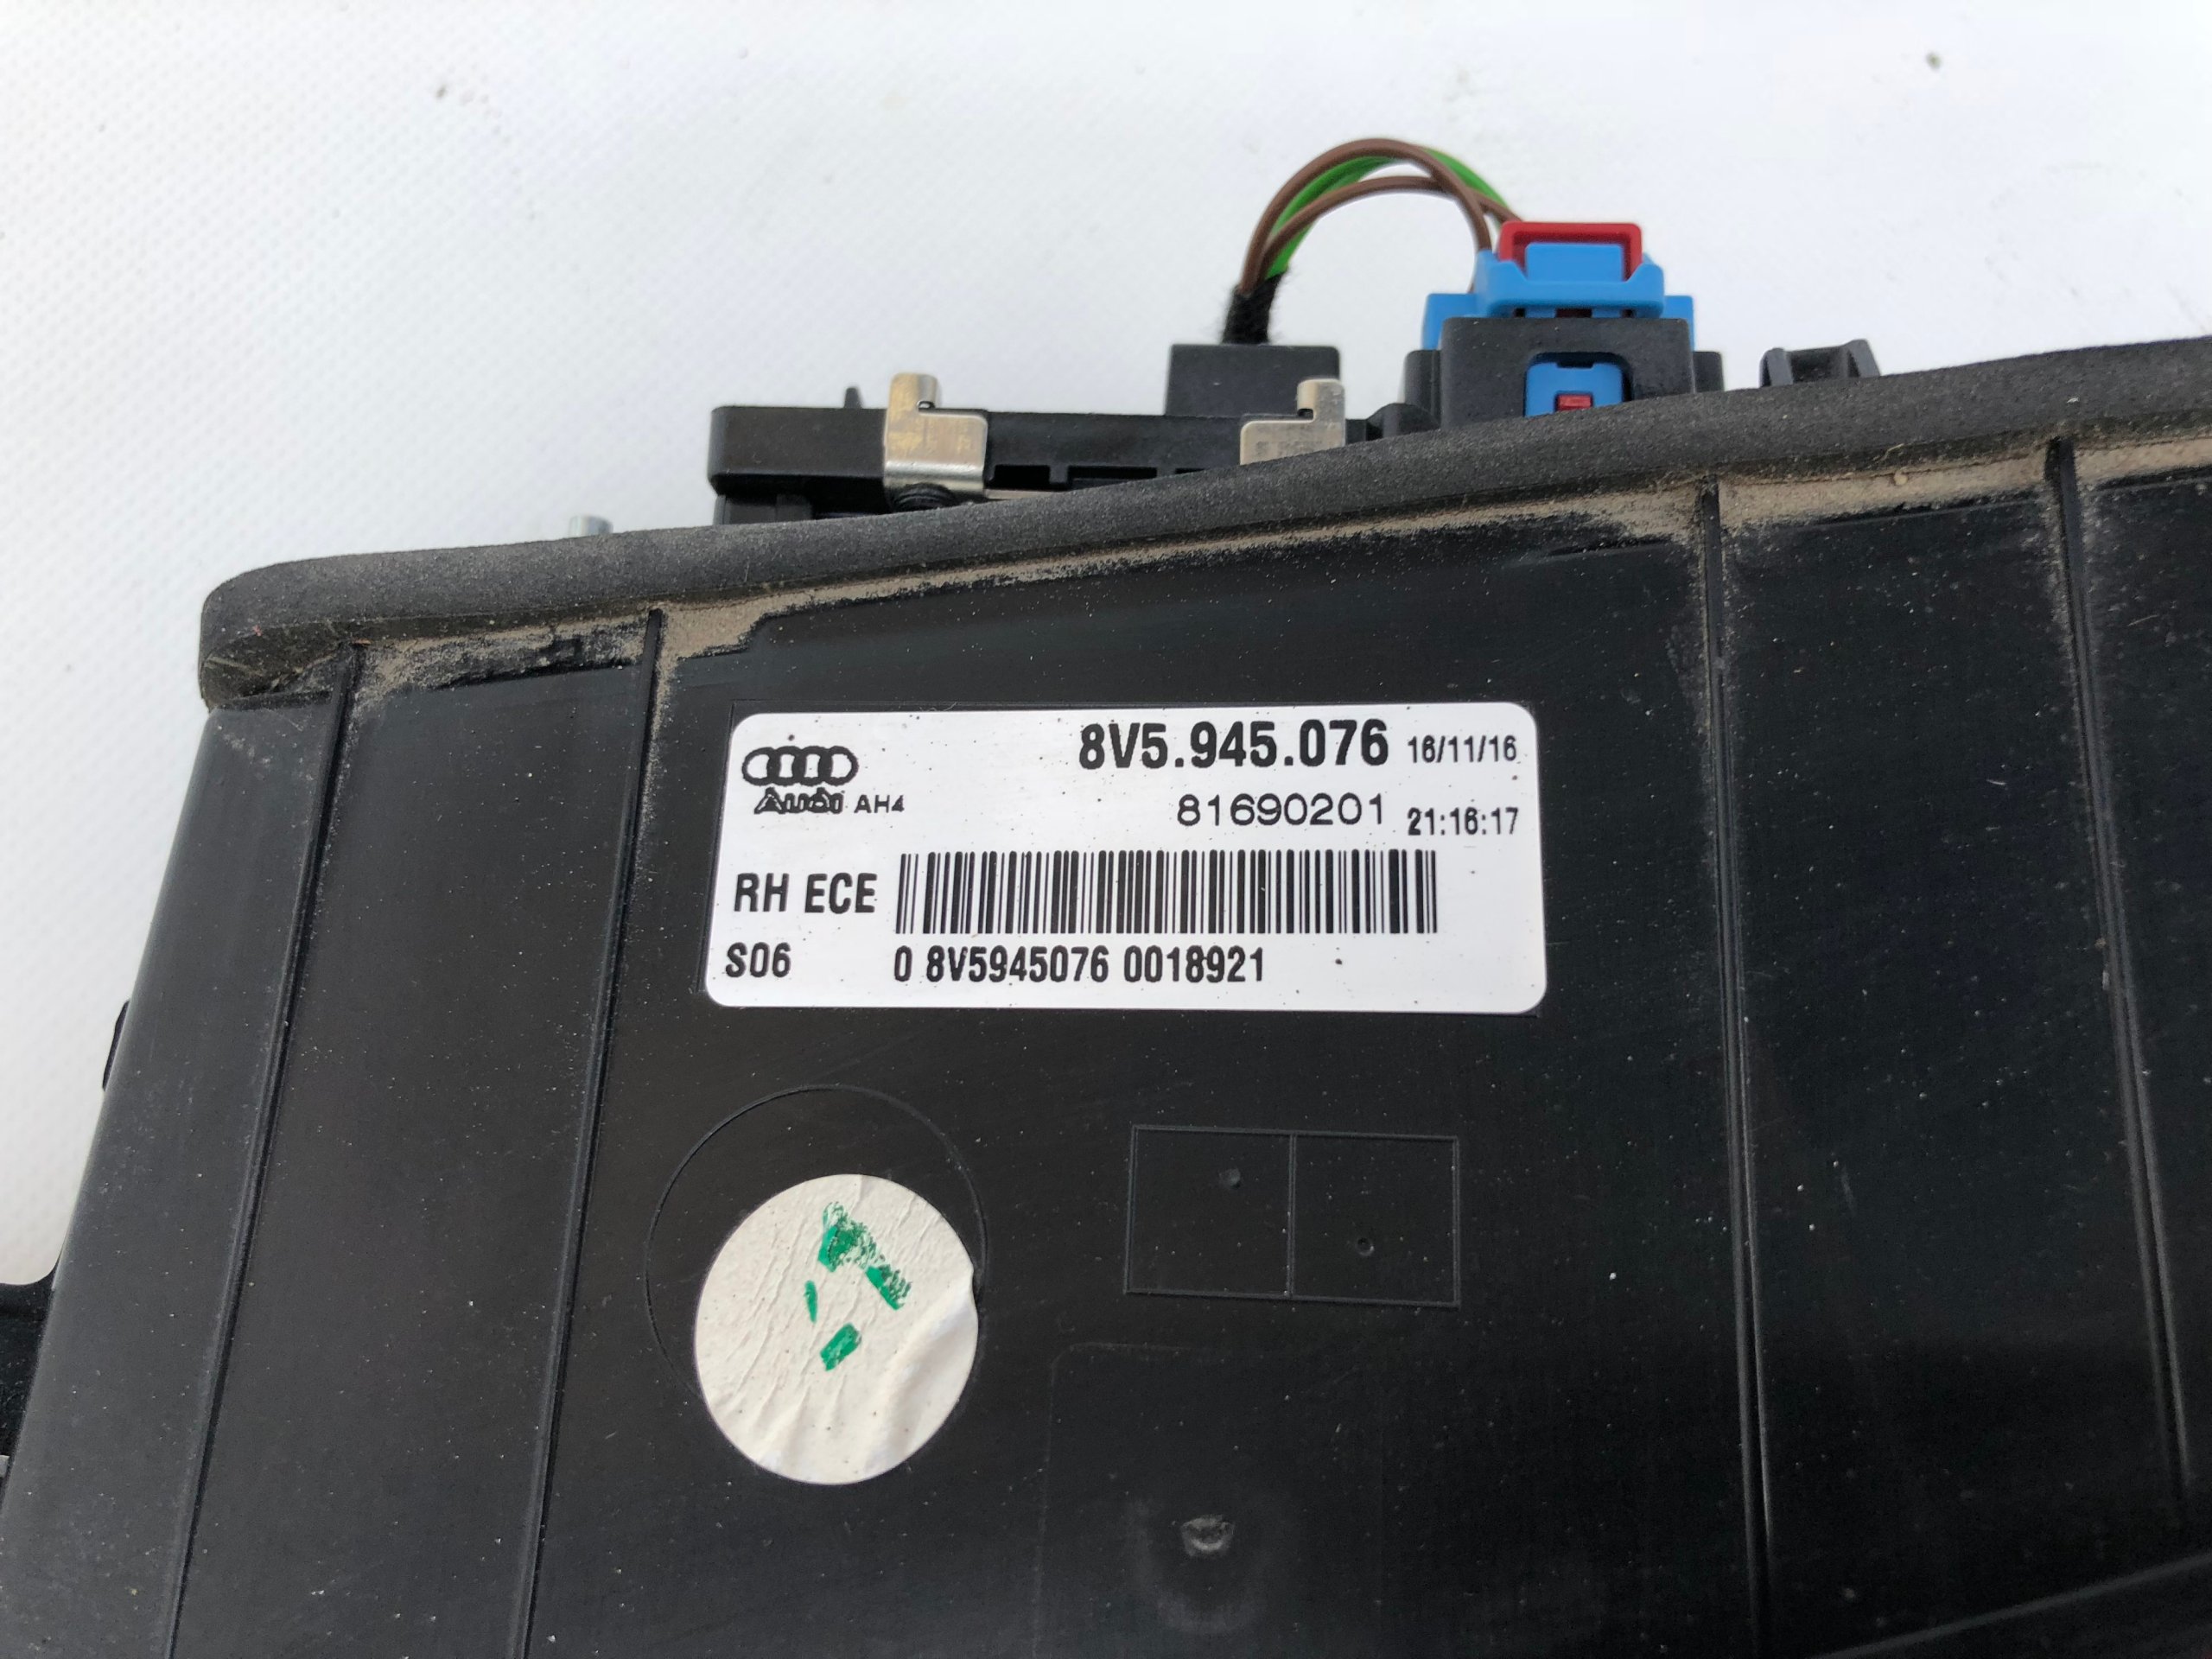 8V5.945.076 16/11/16
Audi AH4 81690201 21:16:17
RH ECE
S06 0 8V5945076 0018921